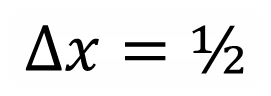 Δx = ½